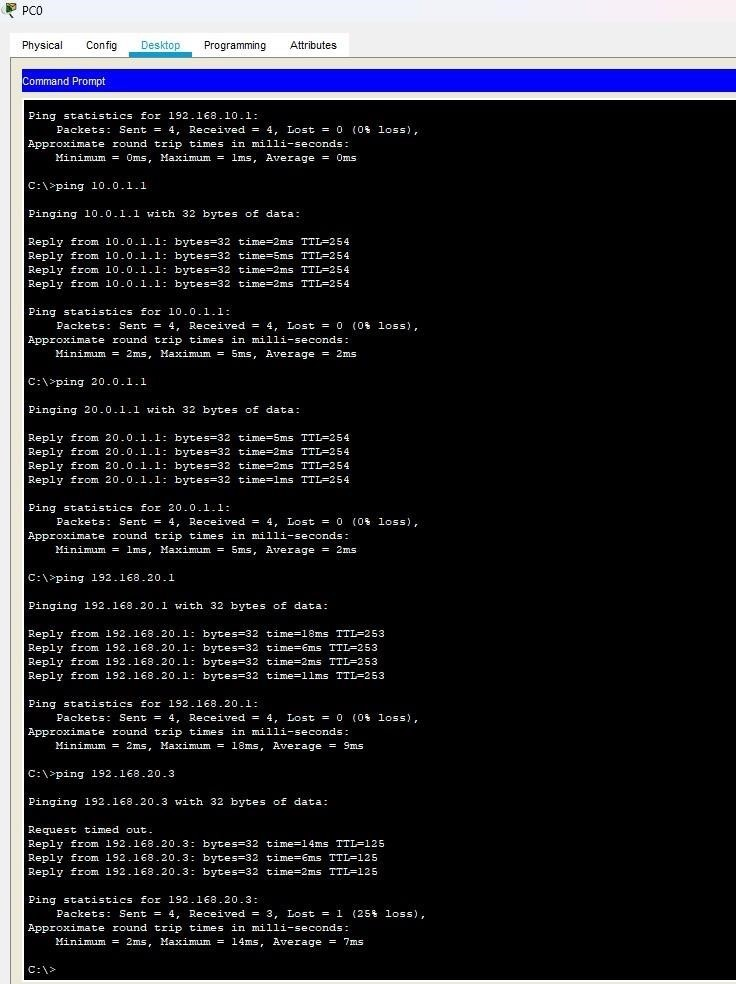 PC0
Physical Config Desktop Programming Attributes
Command Prompt
Ping statistics for 192.168.10.1:
Packets: Sent = 4, Received = 4, Lost = 0 (0% loss),
Approximate round trip times in milli-seconds:
Minimum = 0ms, Maximum = 1ms, Average = 0ms
C:\>ping 10.0.1.1
Pinging 10.0.1.1 with 32 bytes of data:
Reply from 10.0.1.1: bytes=32 time=2ms TTL=254
Reply from 10.0.1.1: bytes=32 time=5ms TTL=254
Reply from 10.0.1.1: bytes=32 time=2ms TTL=254
Reply from 10.0.1.1: bytes=32 time=2ms TTL=254
Ping statistics for 10.0.1.1:
Packets: Sent = 4, Received = 4, Lost = 0 (0% loss),
Approximate round trip times in milli-seconds:
Minimum = 2ms, Maximum = 5ms, Average = 2ms
C:\>ping 20.0.1.1
Pinging 20.0.1.1 with 32 bytes of data:
Reply from 20.0.1.1: bytes=32 time=5ms TTL=254
Reply from 20.0.1.1: bytes=32 time=2ms TTL=254
Reply from 20.0.1.1: bytes=32 time=2ms TTL=254
Reply from 20.0.1.1: bytes=32 time=1ms TTL=254
Ping statistics for 20.0.1.1:
Packets: Sent = 4, Received = 4, Lost = 0 (0% loss),
Approximate round trip times in milli-seconds:
Minimum = 1ms, Maximum = 5ms, Average = 2ms
C:\>ping 192.168.20.1
Pinging 192.168.20.1 with 32 bytes of data:
Reply from 192.168.20.1: bytes=32 time=18ms TTL=253
Reply from 192.168.20.1: bytes=32 time=6ms TTL=253
Reply from 192.168.20.1: bytes=32 time=2ms TTL=253
Reply from 192.168.20.1: bytes=32 time=11ms TTL=253
Ping statistics for 192.168.20.1:
Packets: Sent = 4, Received = 4, Lost = 0 (0% loss),
Approximate round trip times in milli-seconds:
Minimum = 2ms, Maximum = 18ms, Average = 9ms
C:\>ping 192.168.20.3
Pinging 192.168.20.3 with 32 bytes of data:
Request timed out.
Reply from 192.168.20.3: bytes=32 time=14ms TTL=125
Reply from 192.168.20.3: bytes=32 time=6ms TTL=125
Reply from 192.168.20.3: bytes=32 time=2ms TTL=125
Ping statistics for 192.168.20.3:
Packets: Sent = 4, Received = 3, Lost = 1 (25% loss),
Approximate round trip times in milli-seconds:
Minimum = 2ms, Maximum = 14ms, Average = 7ms
C:\>